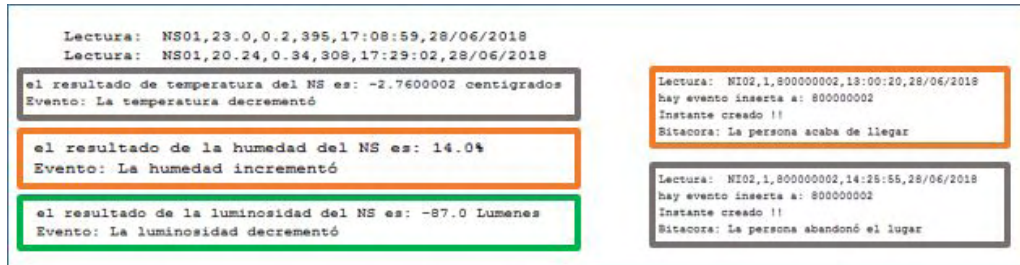 Lectura: NS01,23.0,0.2,395,17:08:59,28/06/2018
Lectura: NS01,20.24,0.34,308,17:29:02,28/06/2018
el resultado de temperatura del NS es: -2.7600002 centigrados
Evento: La temperatura decrementó
el resultado de la humedad del NS es: 14.0%
Evento: La humedad incrementó
el resultado de la luminosidad del NS es: -87.0 Lumenes
Evento: La luminosidad decrementó
Lectura: NI02,1,800000002,13:00:20,28/06/2018
hay evento inserta a: 800000002
Instante creado !!
Bitacora: La persona acaba de llegar
Lectura: NI02,1,800000002,14:25:55,28/06/2018
hay evento inserta a: 800000002
Instante creado !!
Bitacora: La persona abandonó el lugar